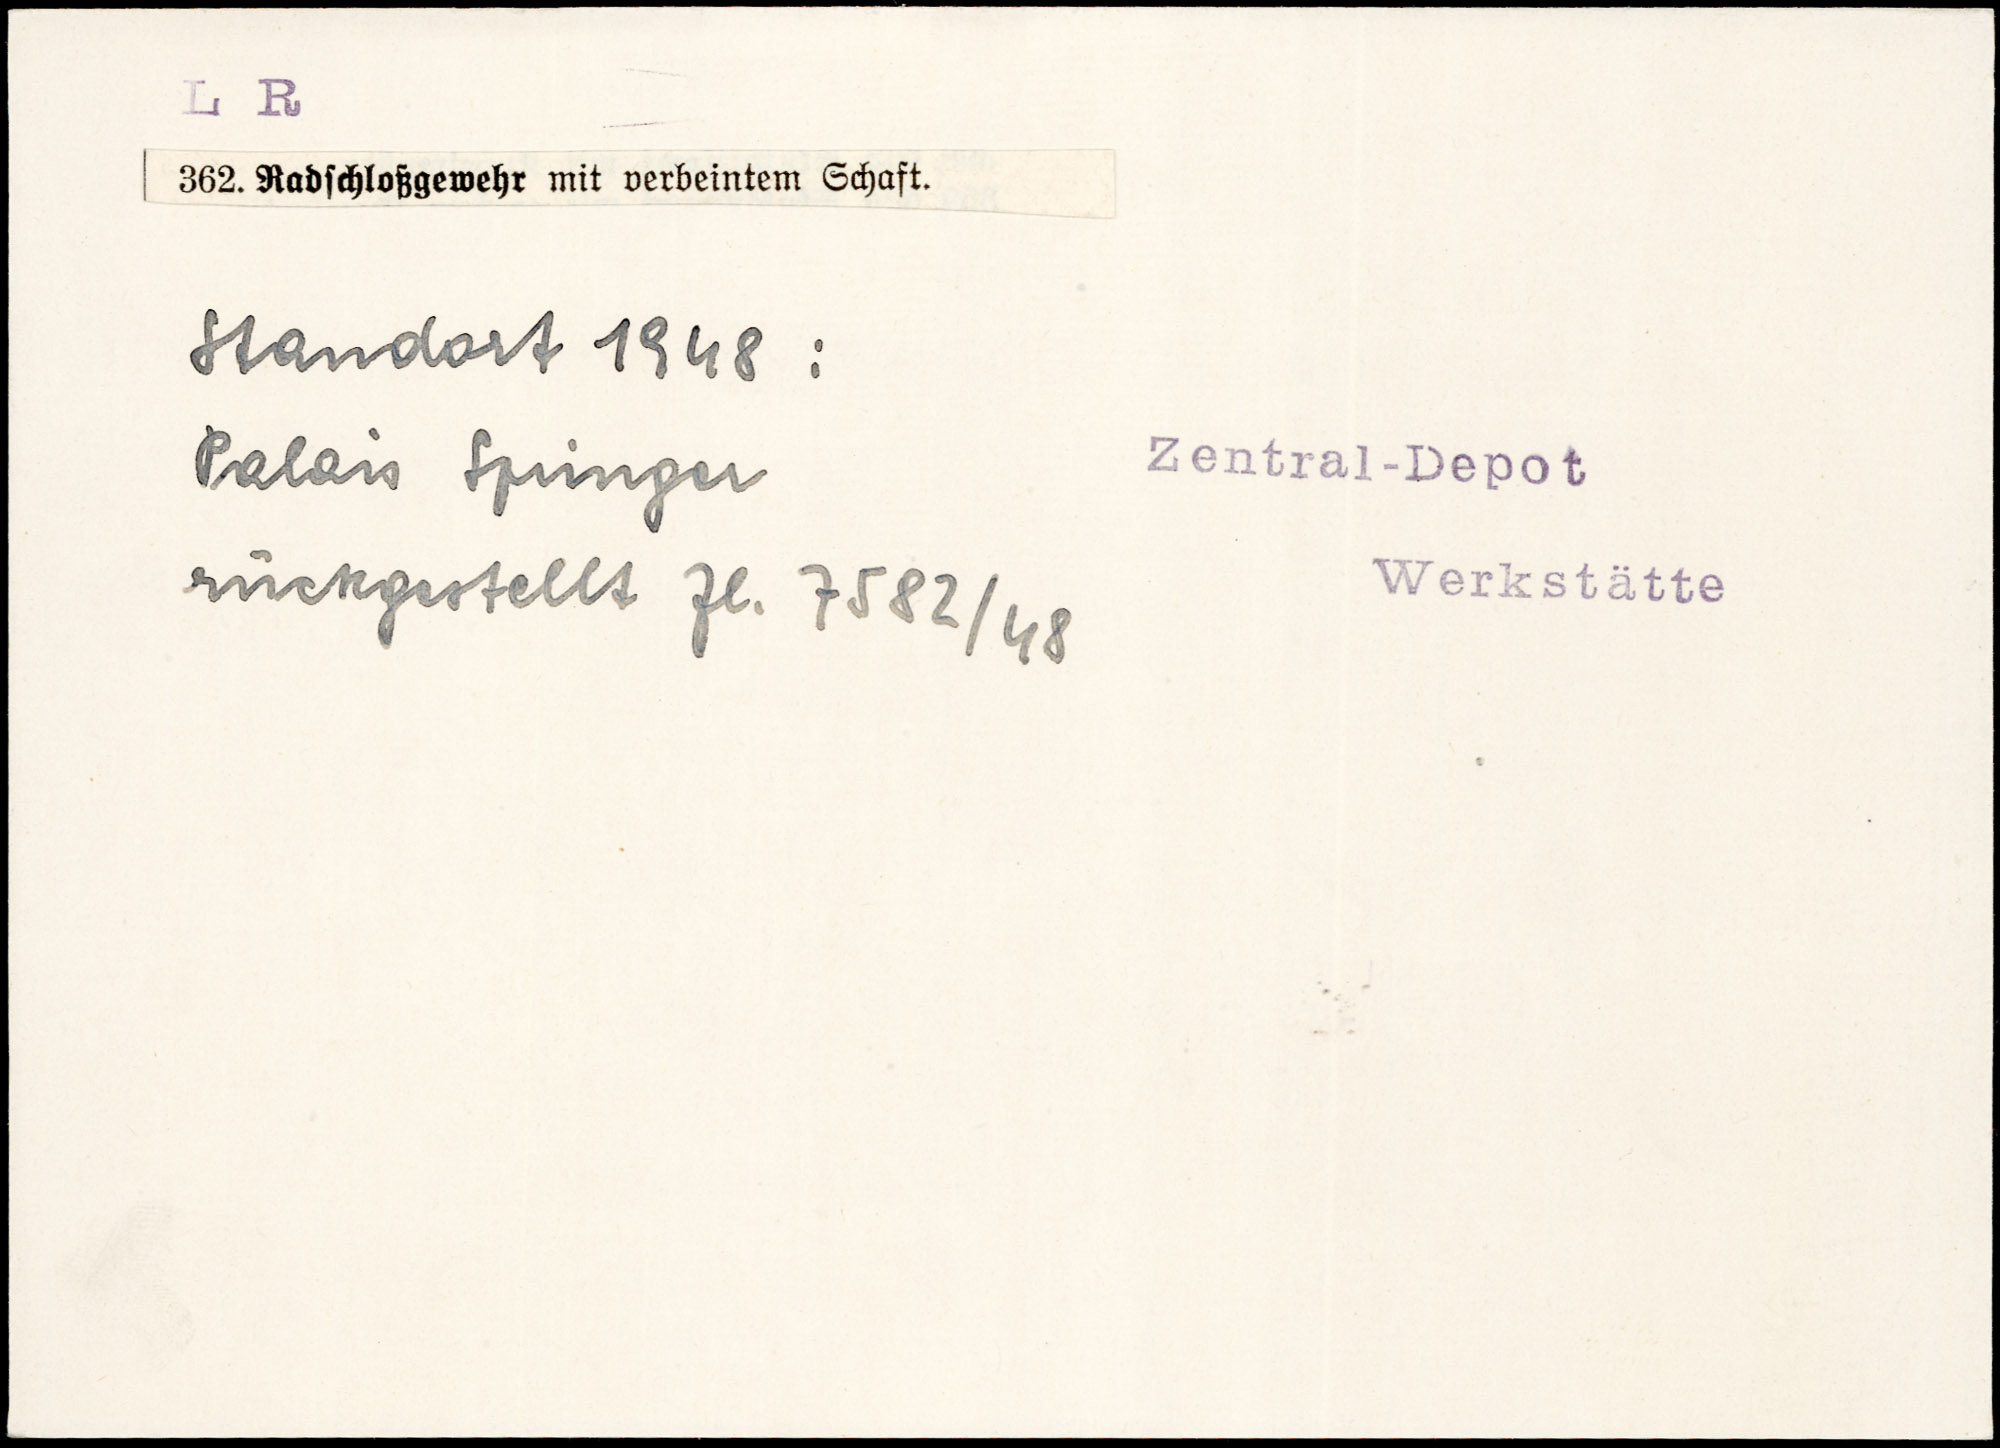 L R
362. Radschloßgewehr mit verbeintem Schaft.
Standort 1948 :
Palais Springer
Zentral-Depot
rückgestellt Zl. 7582/48
Werkstätte